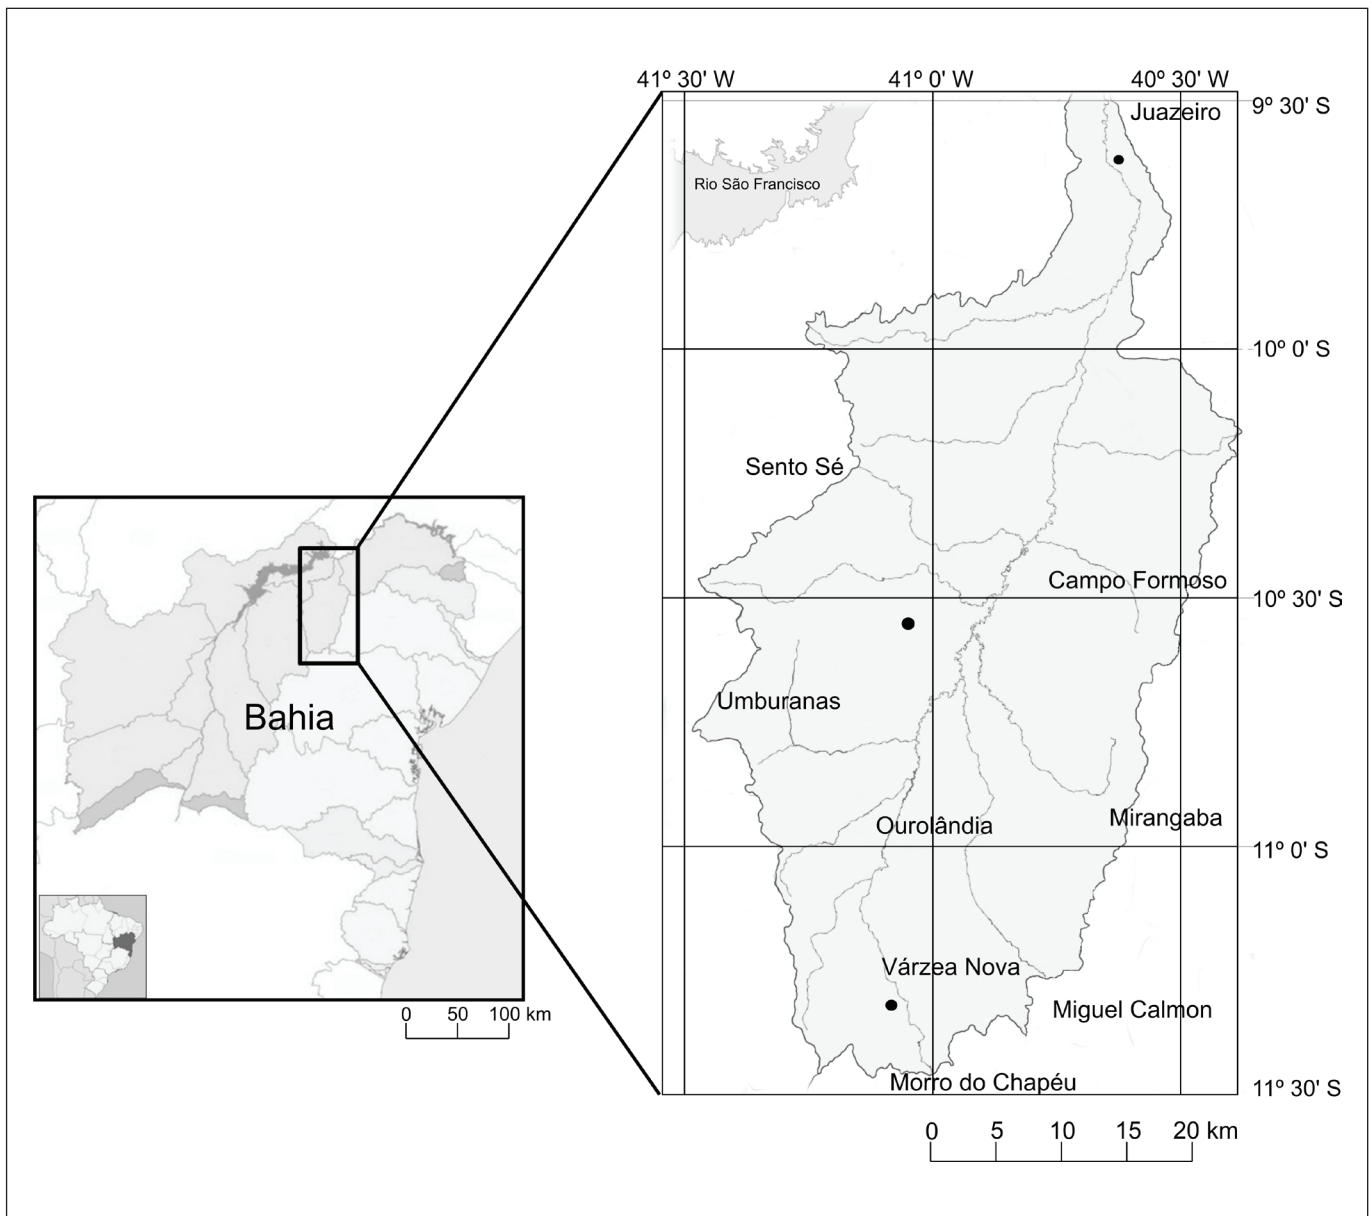 41º 30' W 41º 0' W 40º 30' W
9º 30' S
Juazeiro
Rio São Francisco
10º 0' S
Sento Sé
Campo Formoso
10º 30' S
Umburanas
Bahia
Mirangaba
Ourolândia
11º 0' S
Várzea Nova
Miguel Calmon
0 50 100 km
Morro do Chapéu
11º 30' S
0 5 10 15 20 km